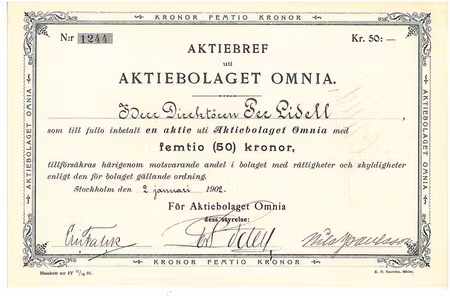 KRONOR FEMTIO KRONOR
N:r 1244
Kr. 50:—
AKTIEBREF
uti
AKTIEBOLAGET OMNIA.
Herr Direktören Per Lidell
som till fullo inbetalt en aktie uti Aktiebolaget Omnia med
femtio (50) kronor,
tillförsäkras härigenom motsvarande andel i bolaget med rättigheter och skyldigheter
enligt den för bolaget gällande ordning.
Stockholm den 2 januari 1902.
För Aktiebolaget Omnia
dess styrelse:
AKTIEBOLAGET OMNIA
AKTIEBOLAGET OMNIA
KRONOR FEMTIO KRONOR
Blankett nr IV